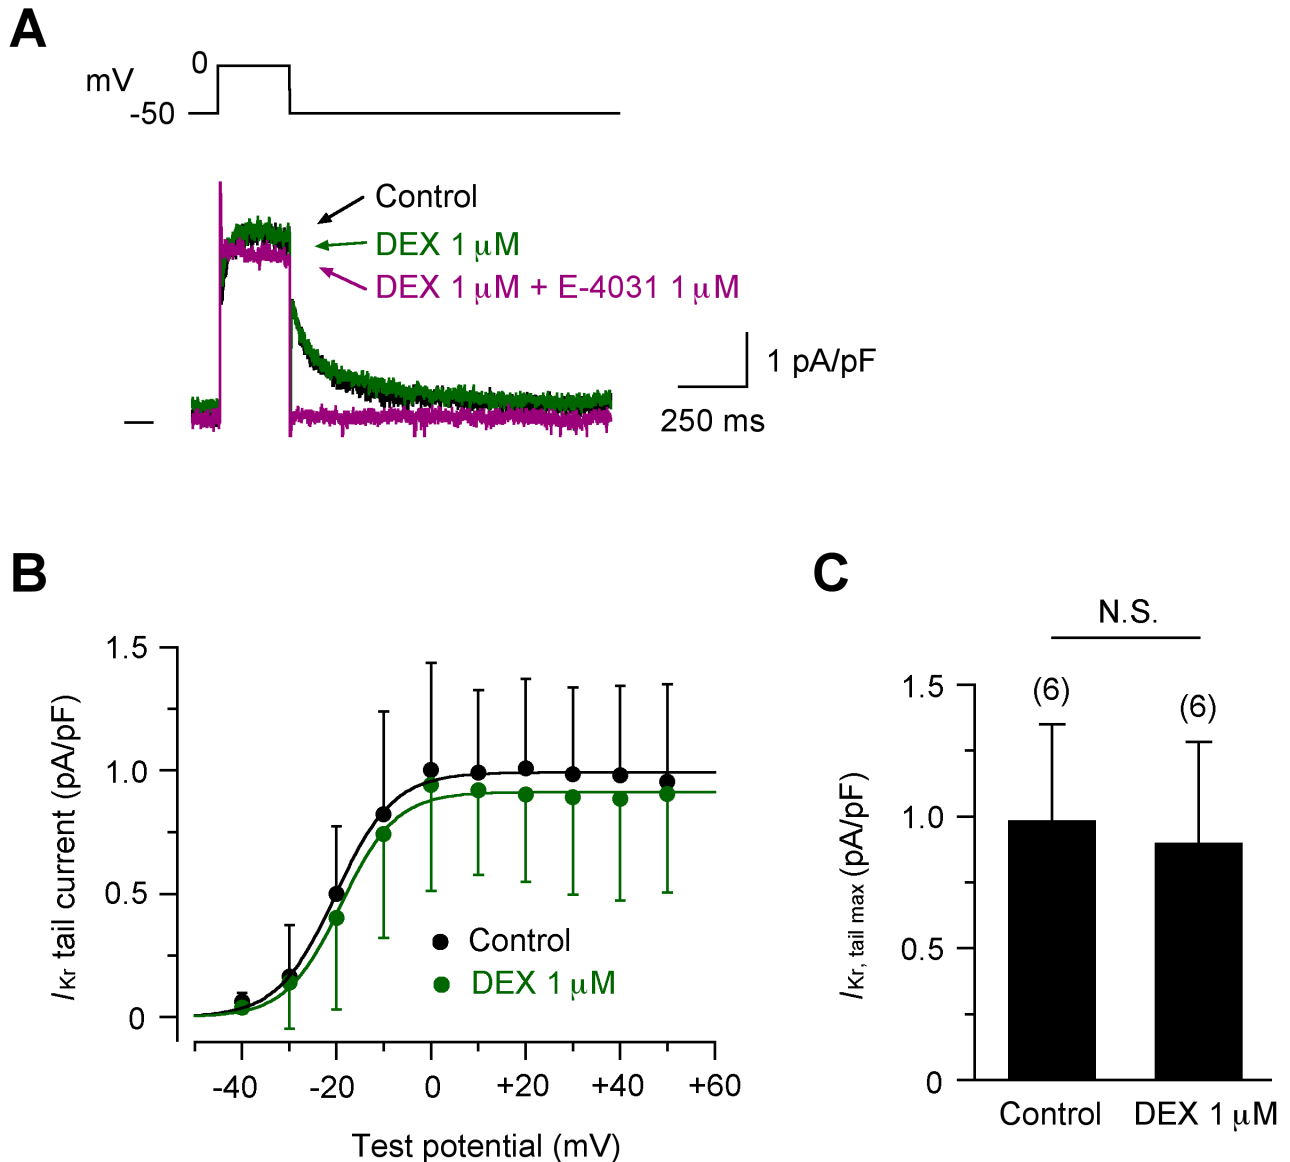 A
0
mV
-50
Control
DEX 1 μM
DEX 1 μM + E-4031 1 μM
1 pA/pF
250 ms
B
1.5
1.0
0.5
0
IKr tail current (pA/pF)
Control
DEX 1 μM
-40 -20 0 +20 +40 +60
Test potential (mV)
C
N.S.
1.5
1.0
0.5
0
(6)
(6)
IKr, tail max (pA/pF)
Control DEX 1 μM